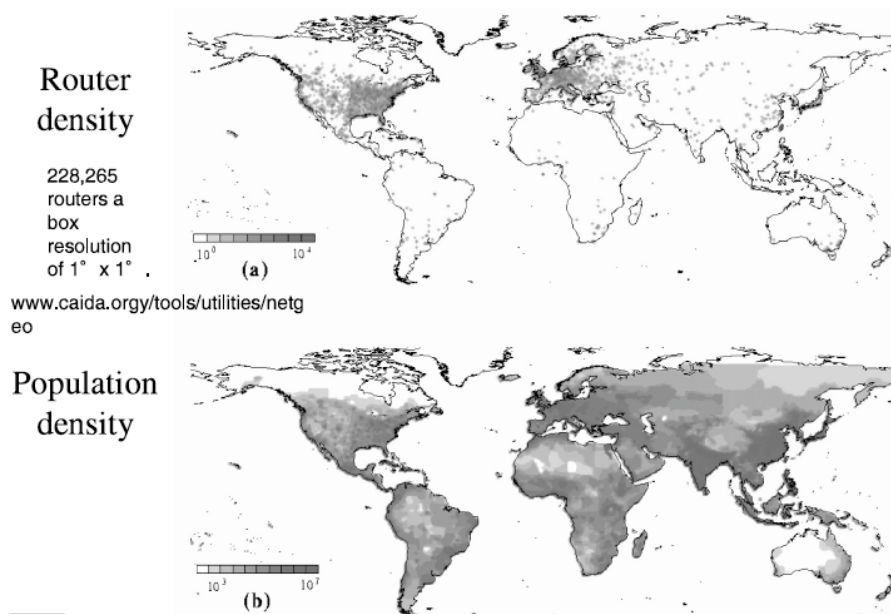 Router
density
228,265
routers a
box
resolution
of 1° x 1° .
www.caida.orgy/tools/utilities/netg
eo
10^0 10^4
(a)
Population
density
10^3 10^7
(b)